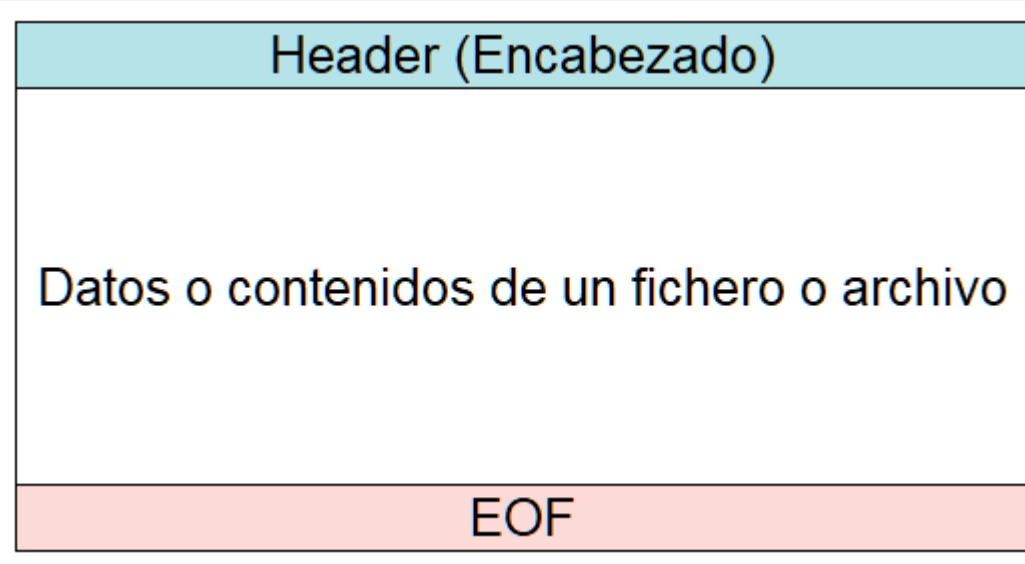 Header (Encabezado)
Datos o contenidos de un fichero o archivo
EOF